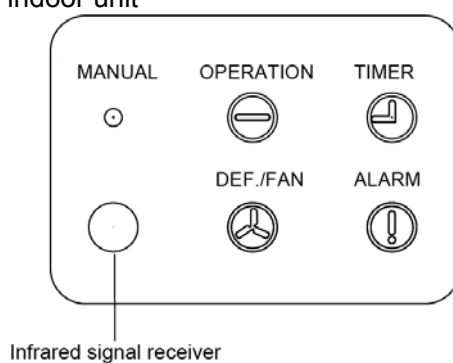 indoor unit
MANUAL OPERATION TIMER
DEF./FAN ALARM
Infrared signal receiver